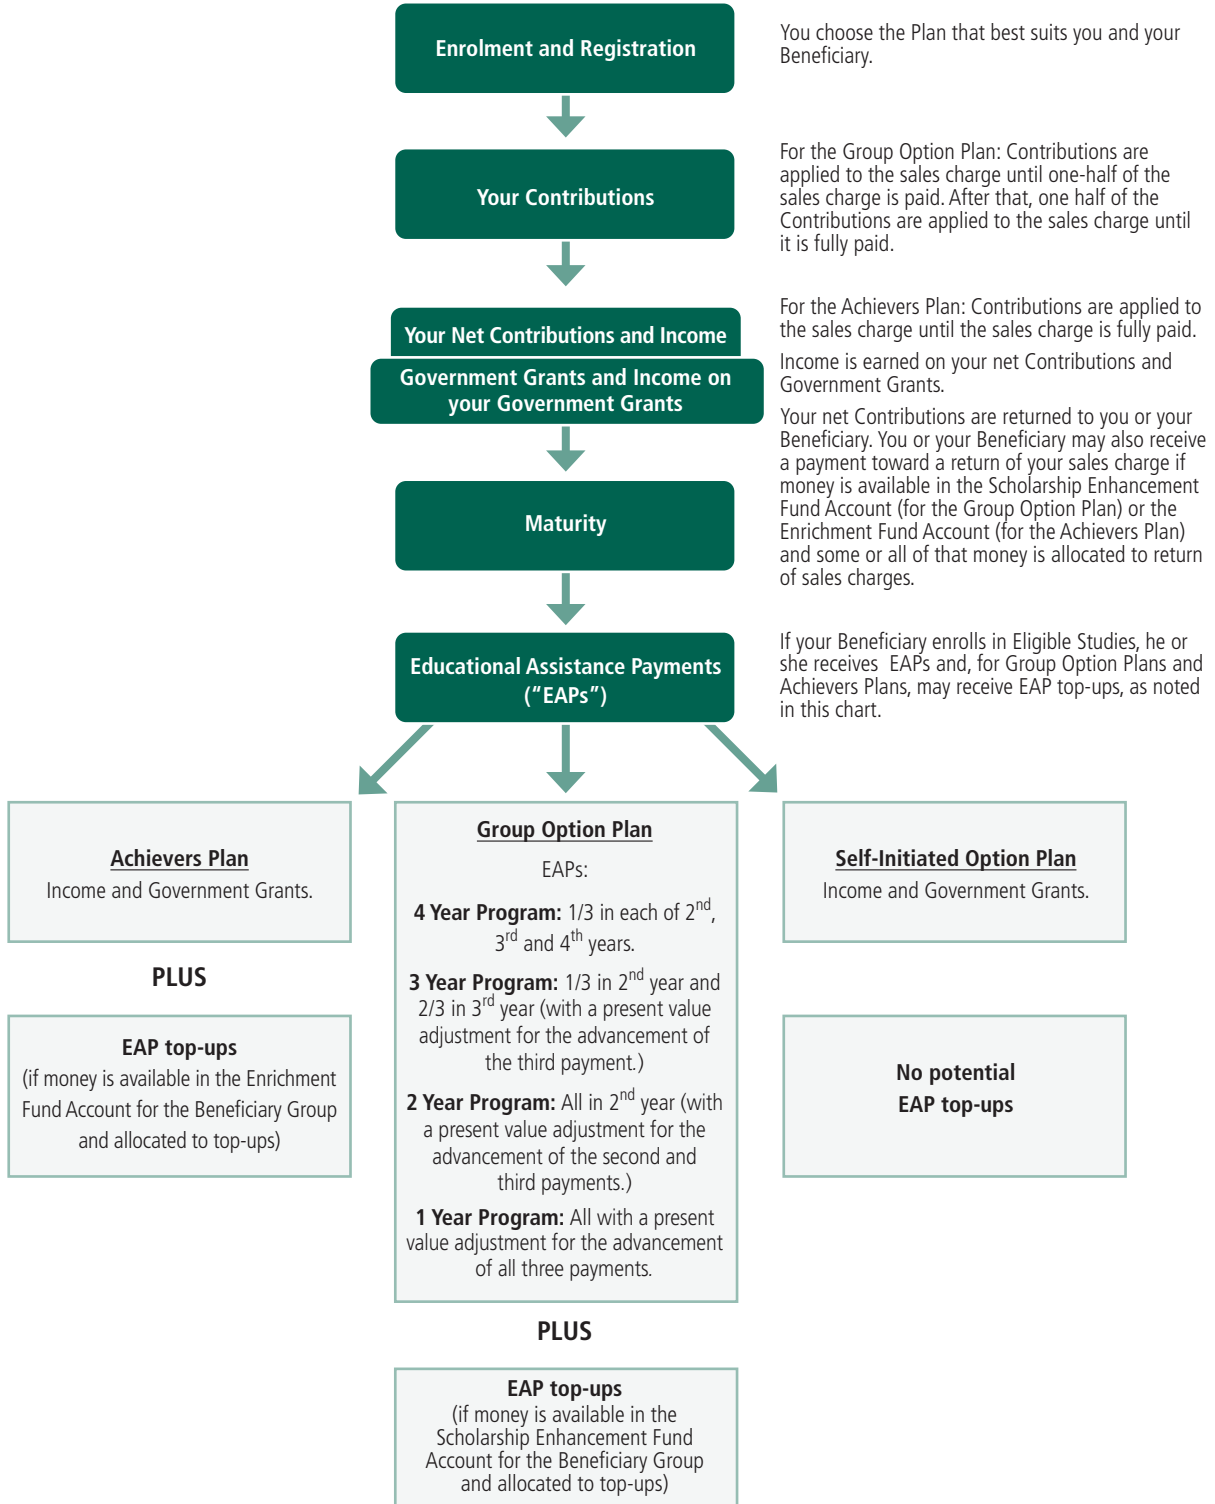 Enrolment and Registration
You choose the Plan that best suits you and your
Beneficiary.
Your Contributions
For the Group Option Plan: Contributions are
applied to the sales charge until one-half of the
sales charge is paid. After that, one half of the
Contributions are applied to the sales charge until
it is fully paid.
Your Net Contributions and Income
Government Grants and Income on
your Government Grants
For the Achievers Plan: Contributions are applied to
the sales charge until the sales charge is fully paid.
Income is earned on your net Contributions and
Government Grants.
Maturity
Your net Contributions are returned to you or your
Beneficiary. You or your Beneficiary may also receive
a payment toward a return of your sales charge if
money is available in the Scholarship Enhancement
Fund Account (for the Group Option Plan) or the
Enrichment Fund Account (for the Achievers Plan)
and some or all of that money is allocated to return
of sales charges.
Educational Assistance Payments
(“EAPs”)
If your Beneficiary enrolls in Eligible Studies, he or
she receives EAPs and, for Group Option Plans and
Achievers Plans, may receive EAP top-ups, as noted
in this chart.
Achievers Plan
Income and Government Grants.
PLUS
EAP top-ups
(if money is available in the Enrichment
Fund Account for the Beneficiary Group
and allocated to top-ups)
Group Option Plan
EAPs:
4 Year Program: 1/3 in each of 2nd,
3rd and 4th years.
3 Year Program: 1/3 in 2nd year and
2/3 in 3rd year (with a present value
adjustment for the advancement of
the third payment.)
2 Year Program: All in 2nd year (with
a present value adjustment for the
advancement of the second and
third payments.)
1 Year Program: All with a present
value adjustment for the advancement
of all three payments.
PLUS
EAP top-ups
(if money is available in the
Scholarship Enhancement Fund
Account for the Beneficiary Group
and allocated to top-ups)
Self-Initiated Option Plan
Income and Government Grants.
No potential
EAP top-ups